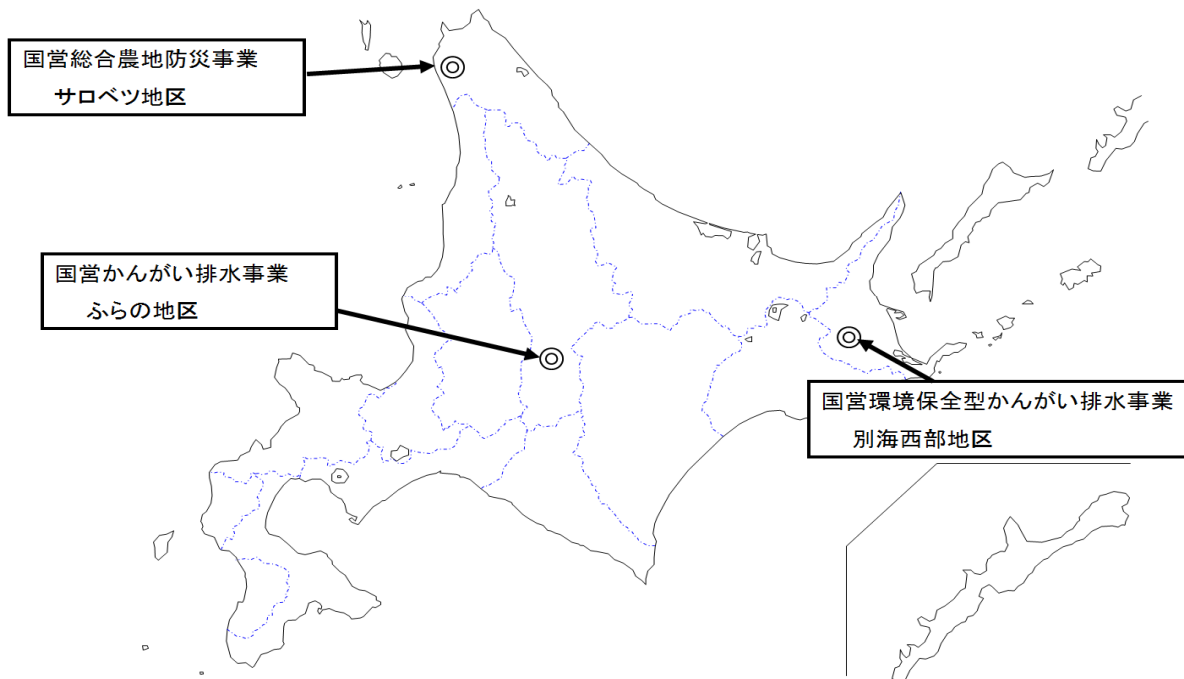 国営総合農地防災事業
サロベツ地区
国営かんがい排水事業
ふらの地区
国営環境保全型かんがい排水事業
別海西部地区